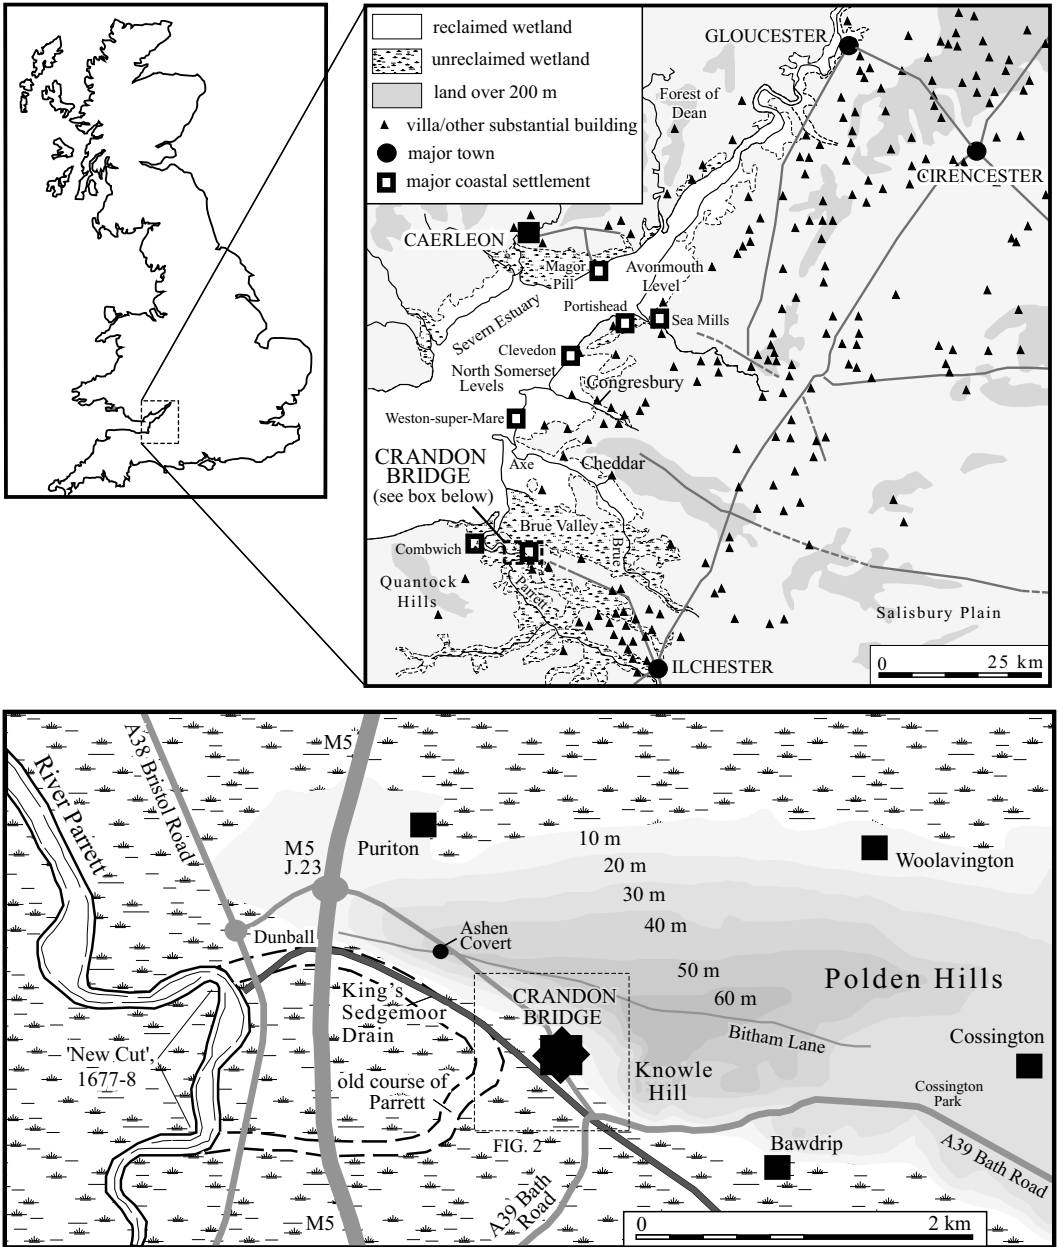 reclaimed wetland
unreclaimed wetland
land over 200 m
villa/other substantial building
major town
major coastal settlement
GLOUCESTER
Forest of
Dean
CIRENCESTER
CAERLEON
Magor
Pill
Avonmouth
Level
Severn Estuary
Portishead
Sea Mills
Clevedon
North Somerset
Levels
Congresbury
Weston-super-Mare
CRANDON
BRIDGE
(see box below)
Axe
Cheddar
Brue Valley
Brue
Combwich
Parrett
Quantock
Hills
Salisbury Plain
ILCHESTER
0 25 km
River Parrett
A38 Bristol Road
M5
M5
J.23
Puriton
10 m
20 m
30 m
40 m
50 m
60 m
Woolavington
Dunball
Ashen
Covert
Polden Hills
King's
Sedgemoor
Drain
CRANDON
BRIDGE
Bitham Lane
Cossington
'New Cut',
1677-8
Knowle
Hill
old course of
Parrett
Cossington
Park
FIG. 2
Bawdrip
A39 Bath Road
A39 Bath
Road
M5
0 2 km